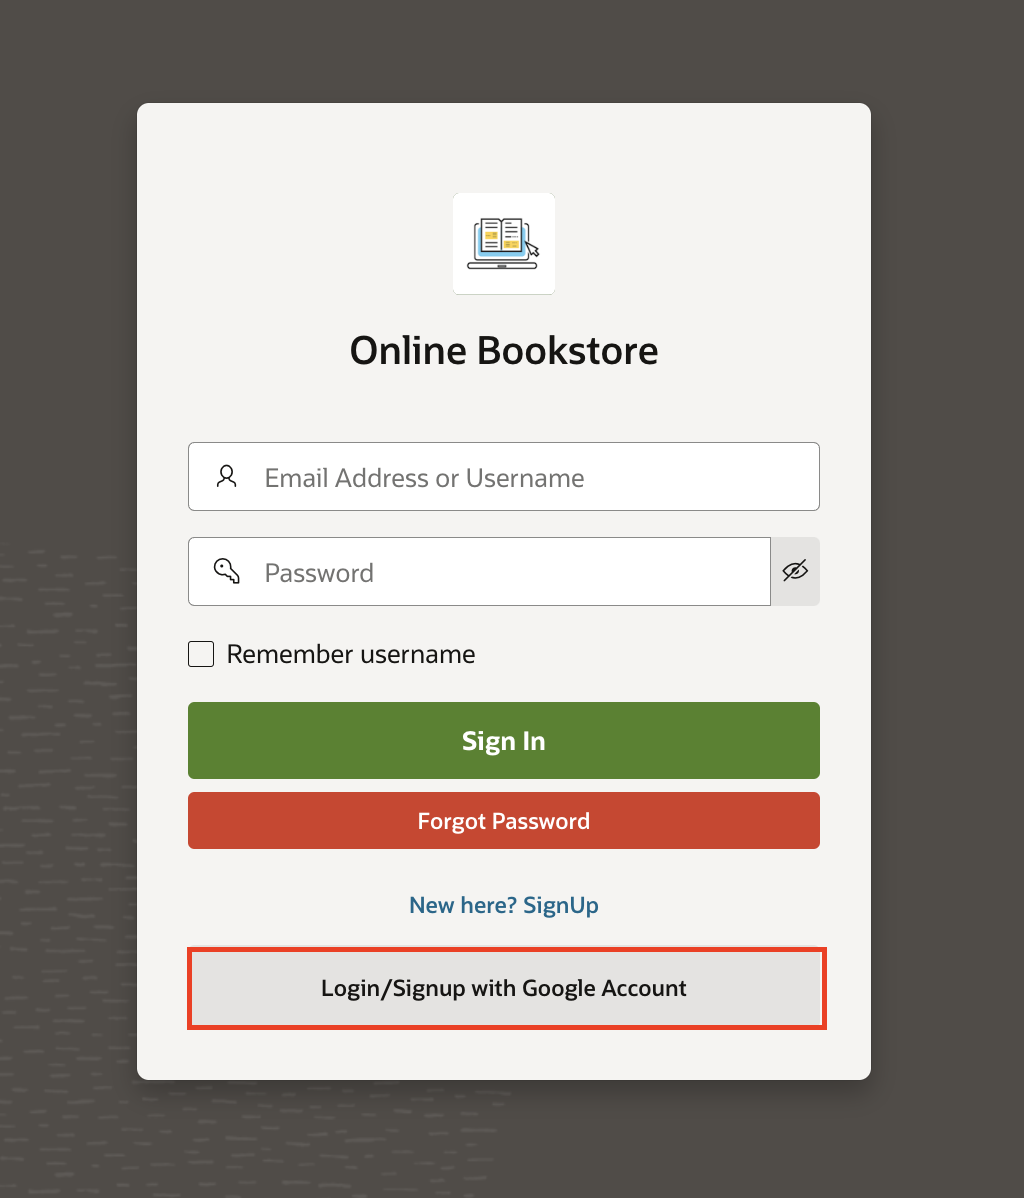 Online Bookstore
Email Address or Username
Password
Remember username
Sign In
Forgot Password
New here? SignUp
Login/Signup with Google Account